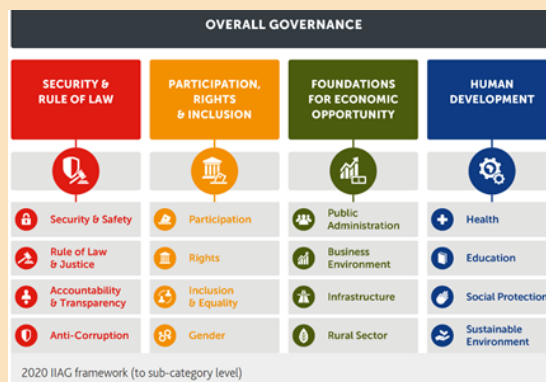 OVERALL GOVERNANCE
SECURITY &
RULE OF LAW
PARTICIPATION,
RIGHTS
& INCLUSION
FOUNDATIONS
FOR ECONOMIC
OPPORTUNITY
HUMAN
DEVELOPMENT
Security & Safety
Rule of Law
& Justice
Accountability
& Transparency
Anti-Corruption
Participation
Rights
Inclusion
& Equality
Gender
Public
Administration
Business
Environment
Infrastructure
Rural Sector
Health
Education
Social Protection
Sustainable
Environment
2020 IIAG framework (to sub-category level)